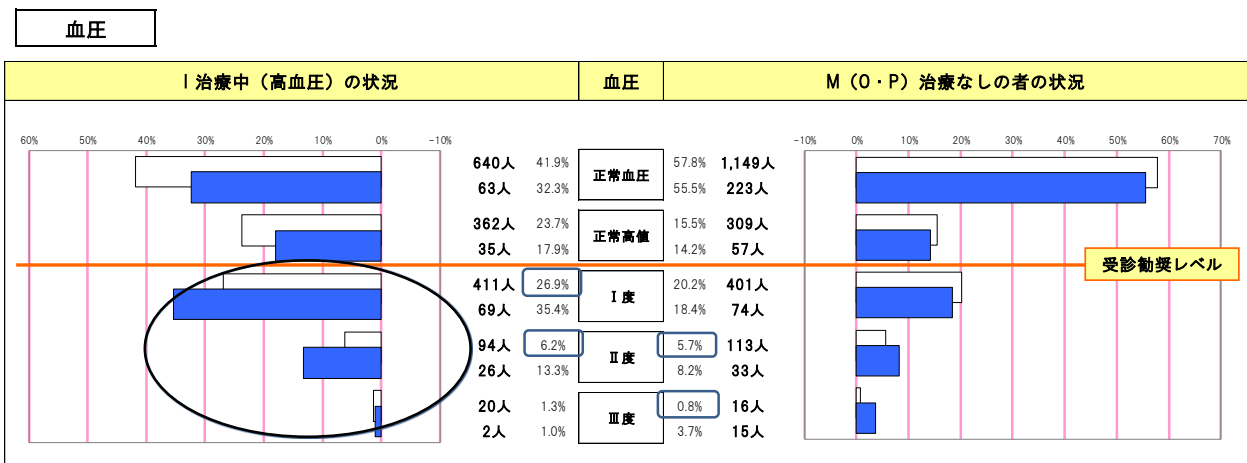 血圧
Ⅰ治療中（高血圧）の状況 血圧 M（O・P）治療なしの者の状況
60% 50% 40% 30% 20% 10% 0% -10% -10% 0% 10% 20% 30% 40% 50% 60% 70%
640人 41.9% 正常血圧 57.8% 1,149人
63人 32.3% 55.5% 223人
362人 23.7% 正常高値 15.5% 309人
35人 17.9% 14.2% 57人
受診勧奨レベル
411人 26.9% Ⅰ度 20.2% 401人
69人 35.4% 18.4% 74人
94人 6.2% Ⅱ度 5.7% 113人
26人 13.3% 8.2% 33人
20人 1.3% Ⅲ度 0.8% 16人
2人 1.0% 3.7% 15人